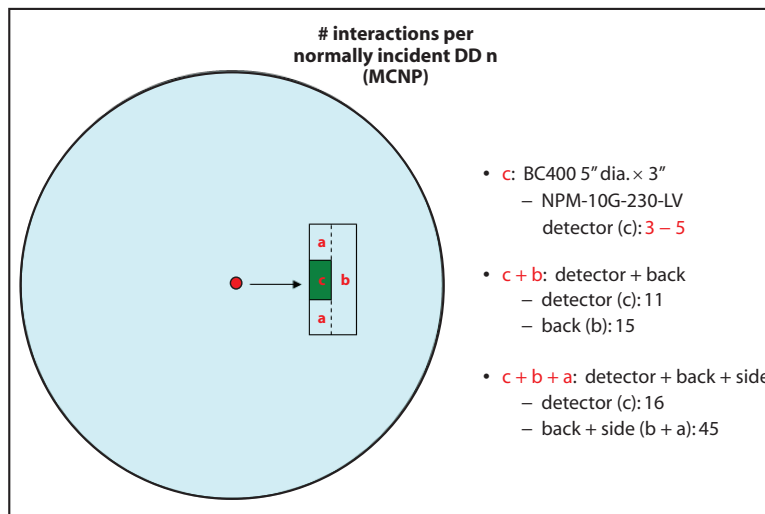 # interactions per
normally incident DD n
(MCNP)
a
c
b
a
• c: BC400 5” dia. × 3”
– NPM-10G-230-LV
detector (c): 3 – 5
• c + b: detector + back
– detector (c): 11
– back (b): 15
• c + b + a: detector + back + side
– detector (c): 16
– back + side (b + a): 45